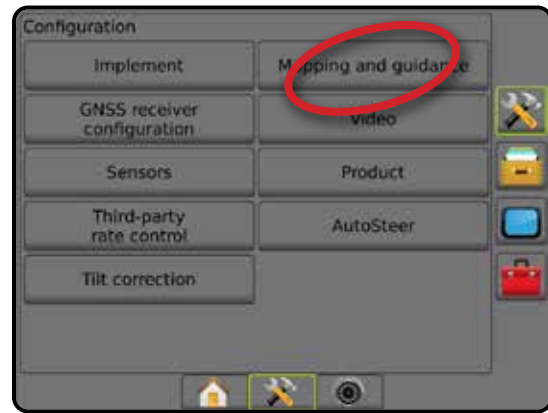 Configuration
Implement
Mapping and guidance
GNSS receiver
configuration
Video
Sensors
Product
Third-party
rate control
AutoSteer
Tilt correction